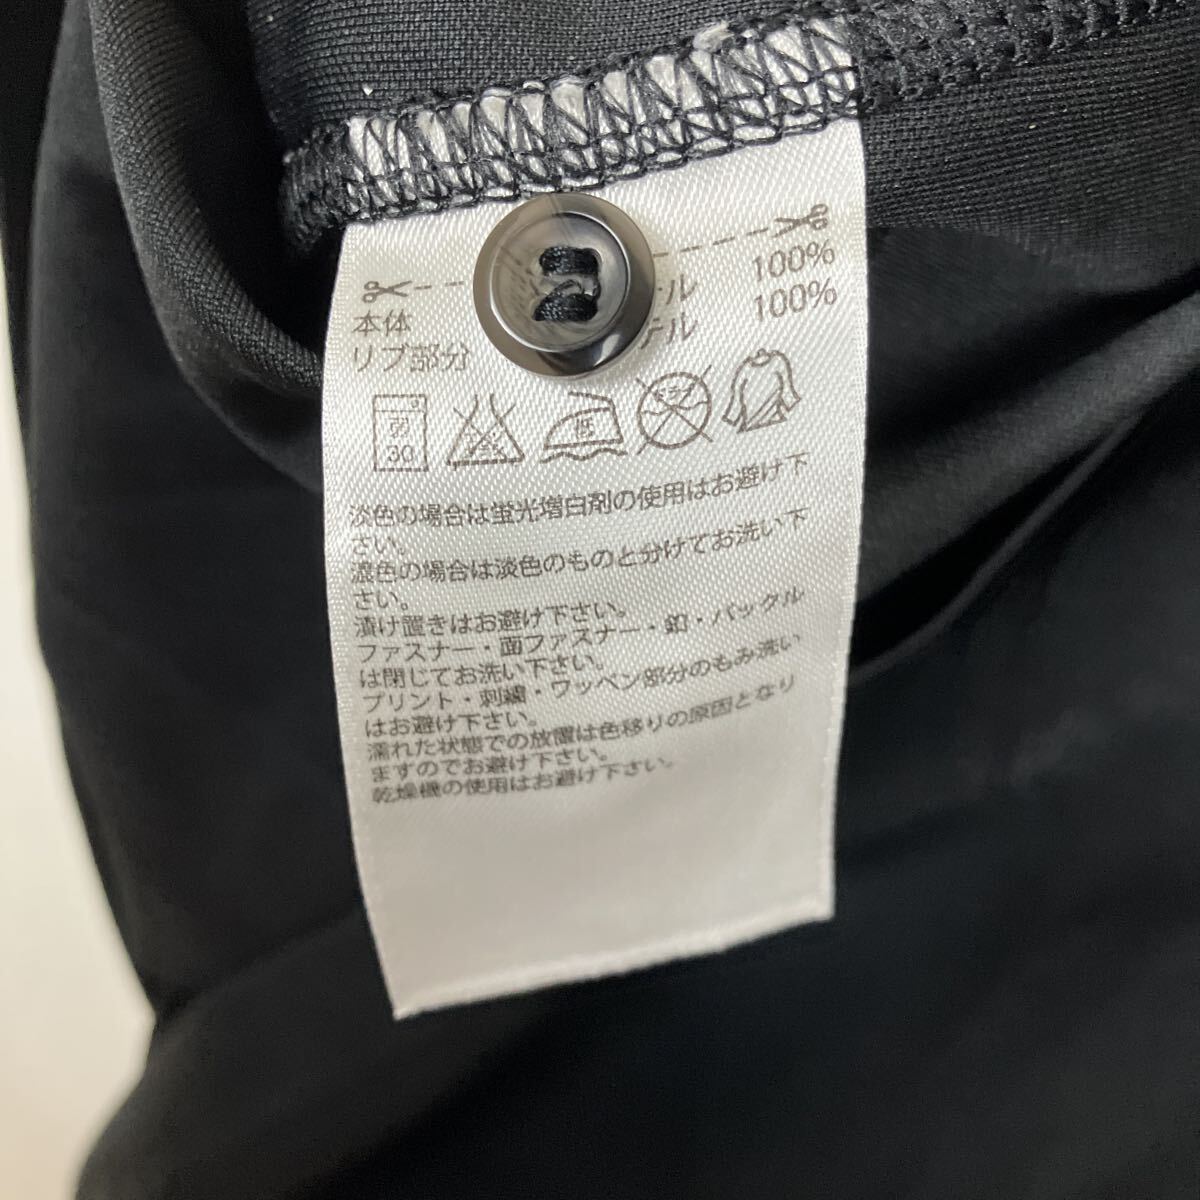 本体 ル 100%
リブ部分 テル 100%
弱 30
低
淡色の場合は蛍光増白剤の使用はお避け下
さい。
濃色の場合は淡色のものと分けてお洗い下
さい。
漬け置きはお避け下さい。
ファスナー・面ファスナー・釦・バックル
は閉じてお洗い下さい。
プリント・刺繍・ワッペン部分のもみ洗い
はお避け下さい。
濡れた状態での放置は色移りの原因となり
ますのでお避け下さい。
乾燥機の使用はお避け下さい。